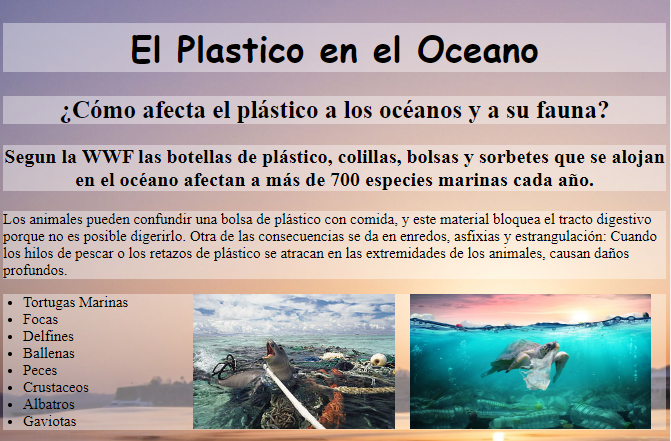 El Plastico en el Oceano
¿Cómo afecta el plástico a los océanos y a su fauna?
Segun la WWF las botellas de plástico, colillas, bolsas y sorbetes que se alojan
en el océano afectan a más de 700 especies marinas cada año.
Los animales pueden confundir una bolsa de plástico con comida, y este material bloquea el tracto digestivo
porque no es posible digerirlo. Otra de las consecuencias se da en enredos, asfixias y estrangulación: Cuando
los hilos de pescar o los retazos de plástico se atracan en las extremidades de los animales, causan daños
profundos.
Tortugas Marinas
Focas
Delfines
Ballenas
Peces
Crustaceos
Albatros
Gaviotas